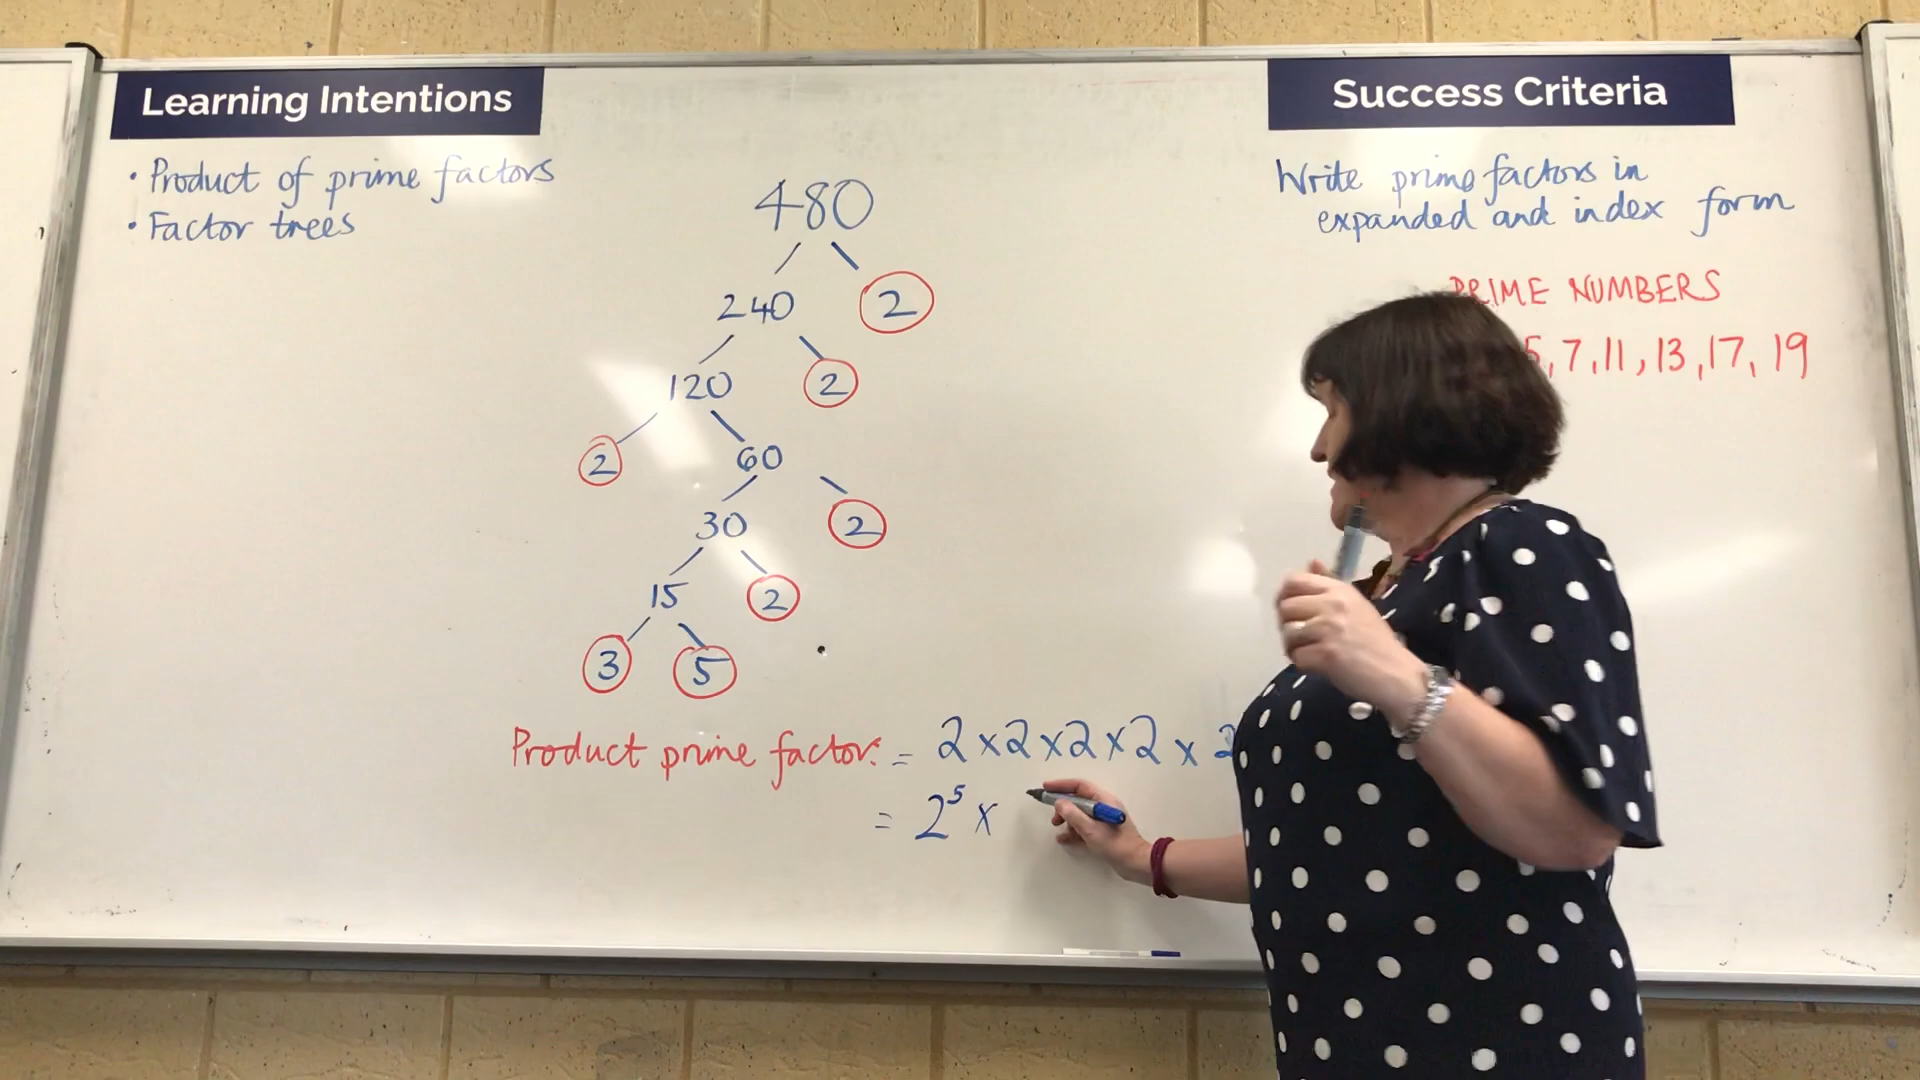 Learning Intentions
• Product of prime factors
• Factor trees
Success Criteria
Write prime factors in
expanded and index form
PRIME NUMBERS
5, 7, 11, 13, 17, 19
480
240 2
120 2
2 60
30 2
15 2
3 5
Product prime factor: = 2 × 2 × 2 × 2 × 2
= 2⁵ ×